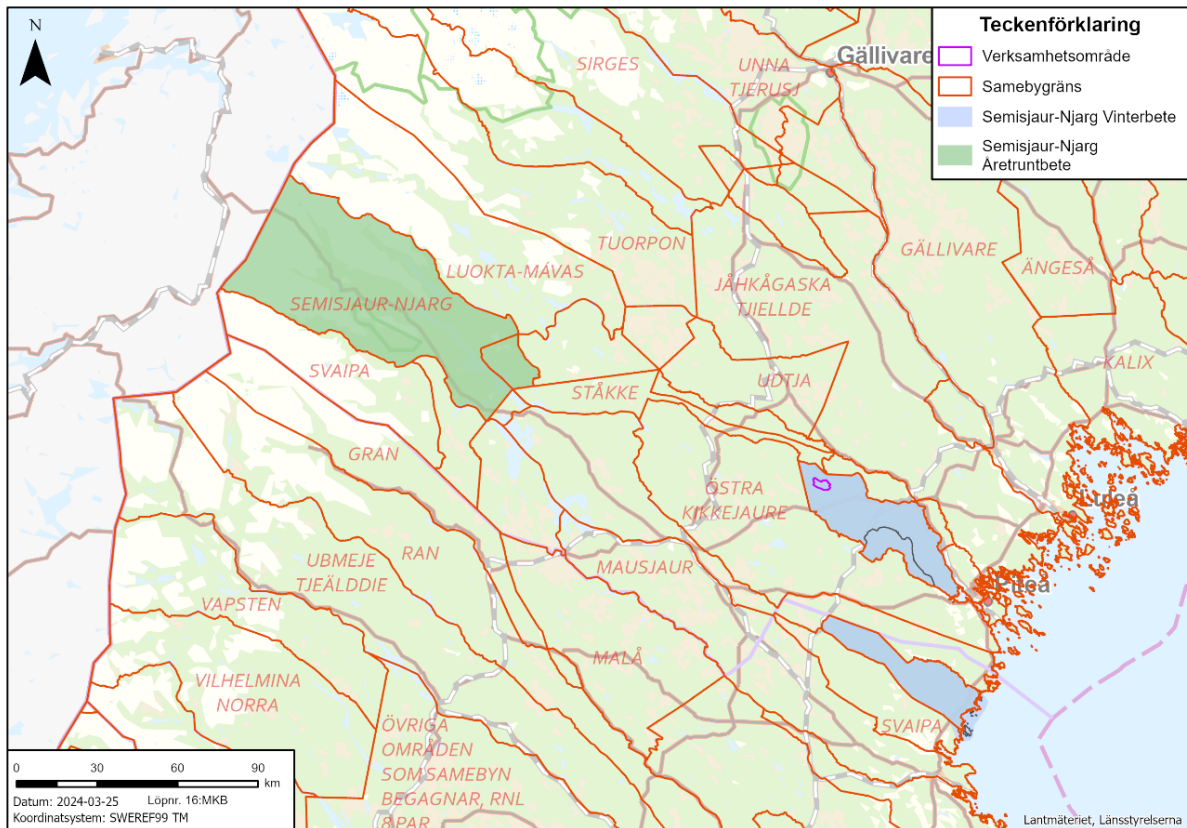 N
Teckenförklaring
Verksamhetsområde
Samebygräns
Semisjaur-Njarg Vinterbete
Semisjaur-Njarg
Åretruntbete
Gällivare
SIRGES
UNNA
TJERUSJ
TUORPON
GÄLLIVARE
LUOKTA-MÁVAS
ÄNGESÅ
JÅHKÅGASKA
TJIELLDE
SEMISJAUR-NJARG
KALIX
SVAIPA
STÅKKE
UDTJA
GRAN
ÖSTRA
KIKKEJAURE
Luleå
RAN
UBMEJE
TJEÄLDDIE
MAUSJAUR
Piteå
VAPSTEN
MALÅ
VILHELMINA
NORRA
SVAIPA
ÖVRIGA
OMRÅDEN
SOM SAMEBYN
BEGAGNAR, RNL
8 PAR
0 30 60 90
km
Datum: 2024-03-25 Löpnr. 16:MKB
Koordinatsystem: SWEREF99 TM
Lantmäteriet, Länsstyrelserna